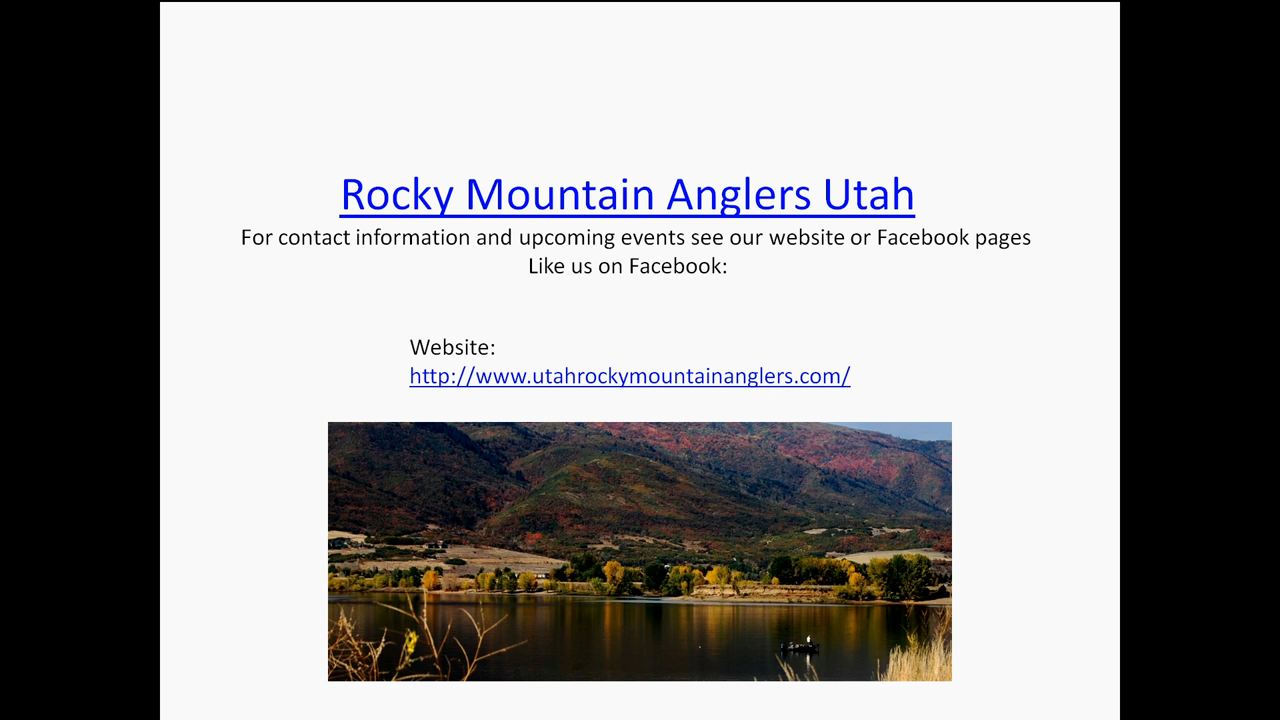 Rocky Mountain Anglers Utah
For contact information and upcoming events see our website or Facebook pages
Like us on Facebook:
Website:
http://www.utahrockymountainanglers.com/